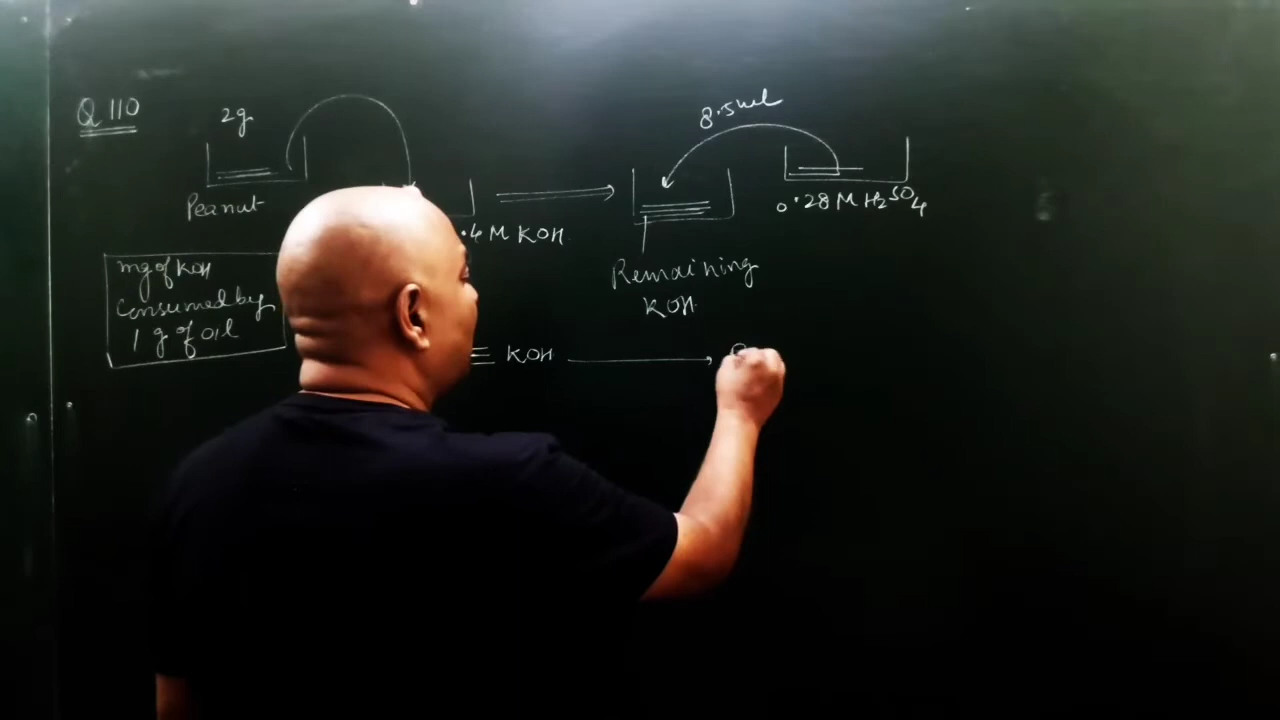 Q 110
2g
8.5ml
Peanut
.4 M KOH
0.28 M H₂SO₄
mg of KOH
consumed by
1 g of oil
Remaining
KOH
KOH